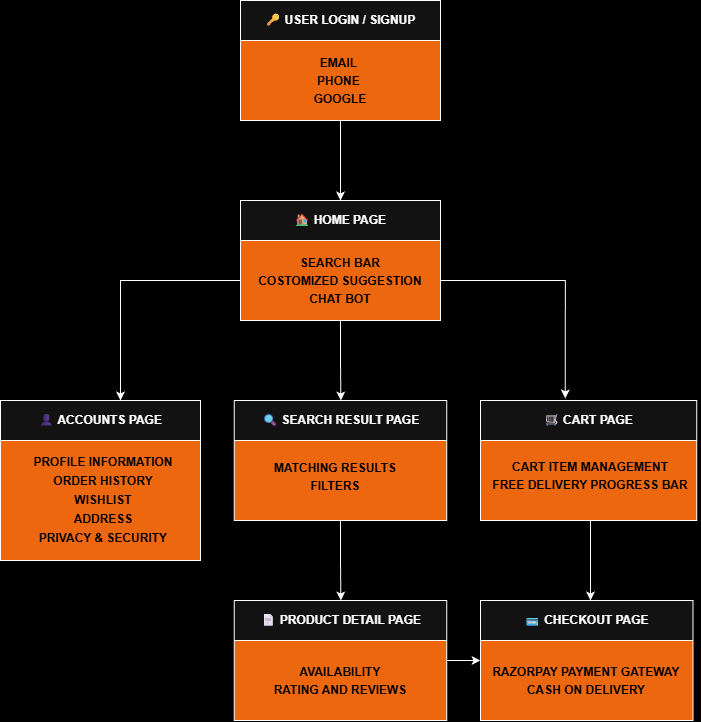 🔑 USER LOGIN / SIGNUP
EMAIL
PHONE
GOOGLE
🏠 HOME PAGE
SEARCH BAR
COSTOMIZED SUGGESTION
CHAT BOT
👤 ACCOUNTS PAGE
PROFILE INFORMATION
ORDER HISTORY
WISHLIST
ADDRESS
PRIVACY & SECURITY
🔍 SEARCH RESULT PAGE
MATCHING RESULTS
FILTERS
🛒 CART PAGE
CART ITEM MANAGEMENT
FREE DELIVERY PROGRESS BAR
📄 PRODUCT DETAIL PAGE
AVAILABILITY
RATING AND REVIEWS
💳 CHECKOUT PAGE
RAZORPAY PAYMENT GATEWAY
CASH ON DELIVERY